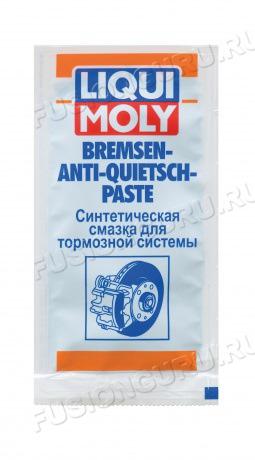 LIQUI
MOLY
BREMSEN-
ANTI-QUIETSCH-
PASTE
Синтетическая
смазка для
тормозной системы
FUSIONGURU.RU